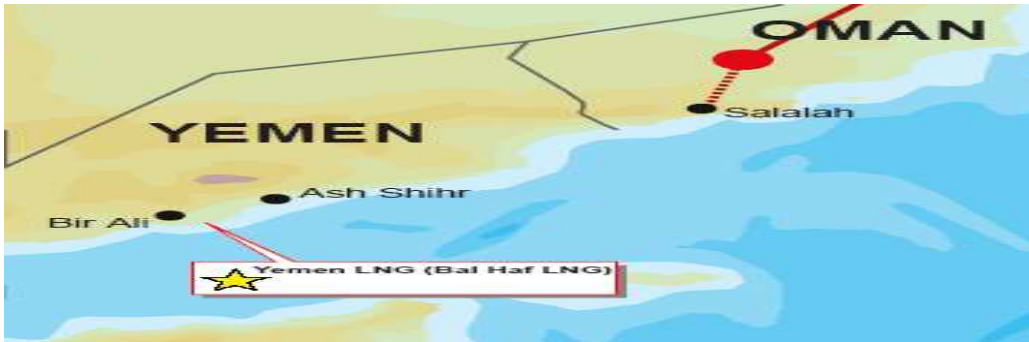 OMAN
Salalah
YEMEN
Ash Shihr
Bir Ali
Yemen LNG (Bal Haf LNG)